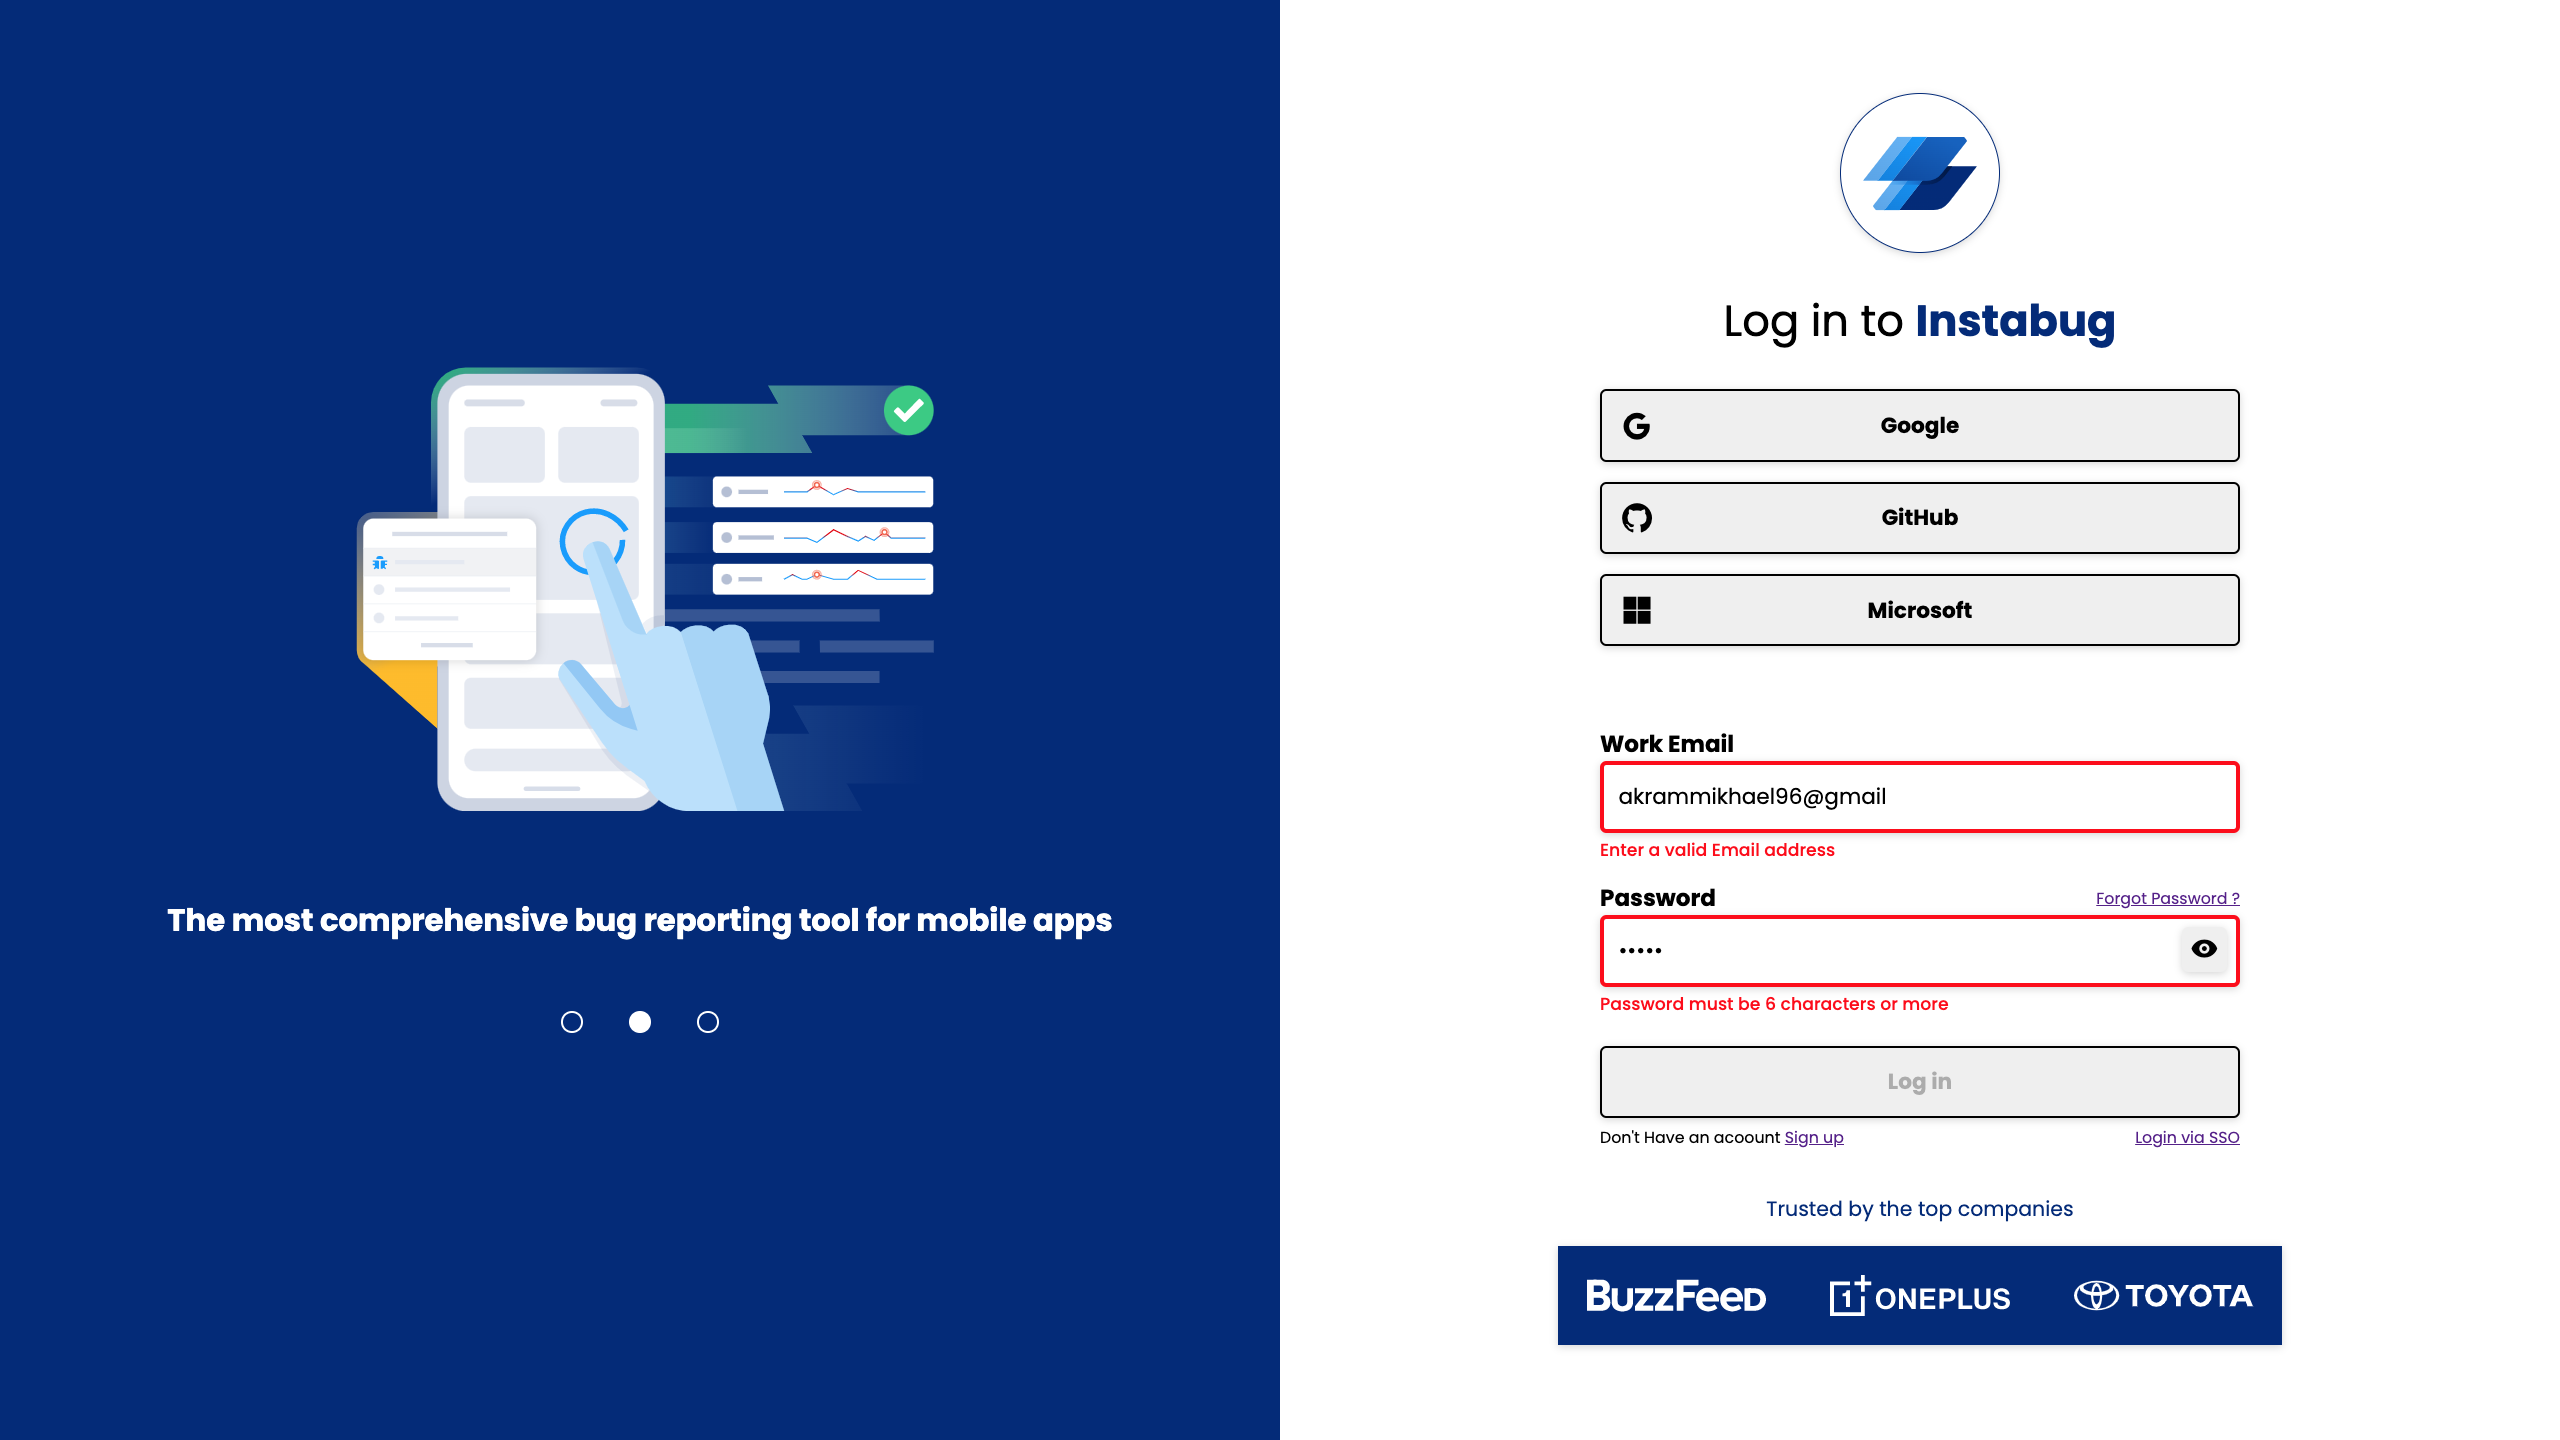 The most comprehensive bug reporting tool for mobile apps
Log in to Instabug
Google
GitHub
Microsoft
Work Email
akrammikhael96@gmail
Enter a valid Email address
Password
Forgot Password ?
•••••
Password must be 6 characters or more
Log in
Don't Have an acoount Sign up
Login via SSO
Trusted by the top companies
BuzzFeed
1+ ONEPLUS
TOYOTA